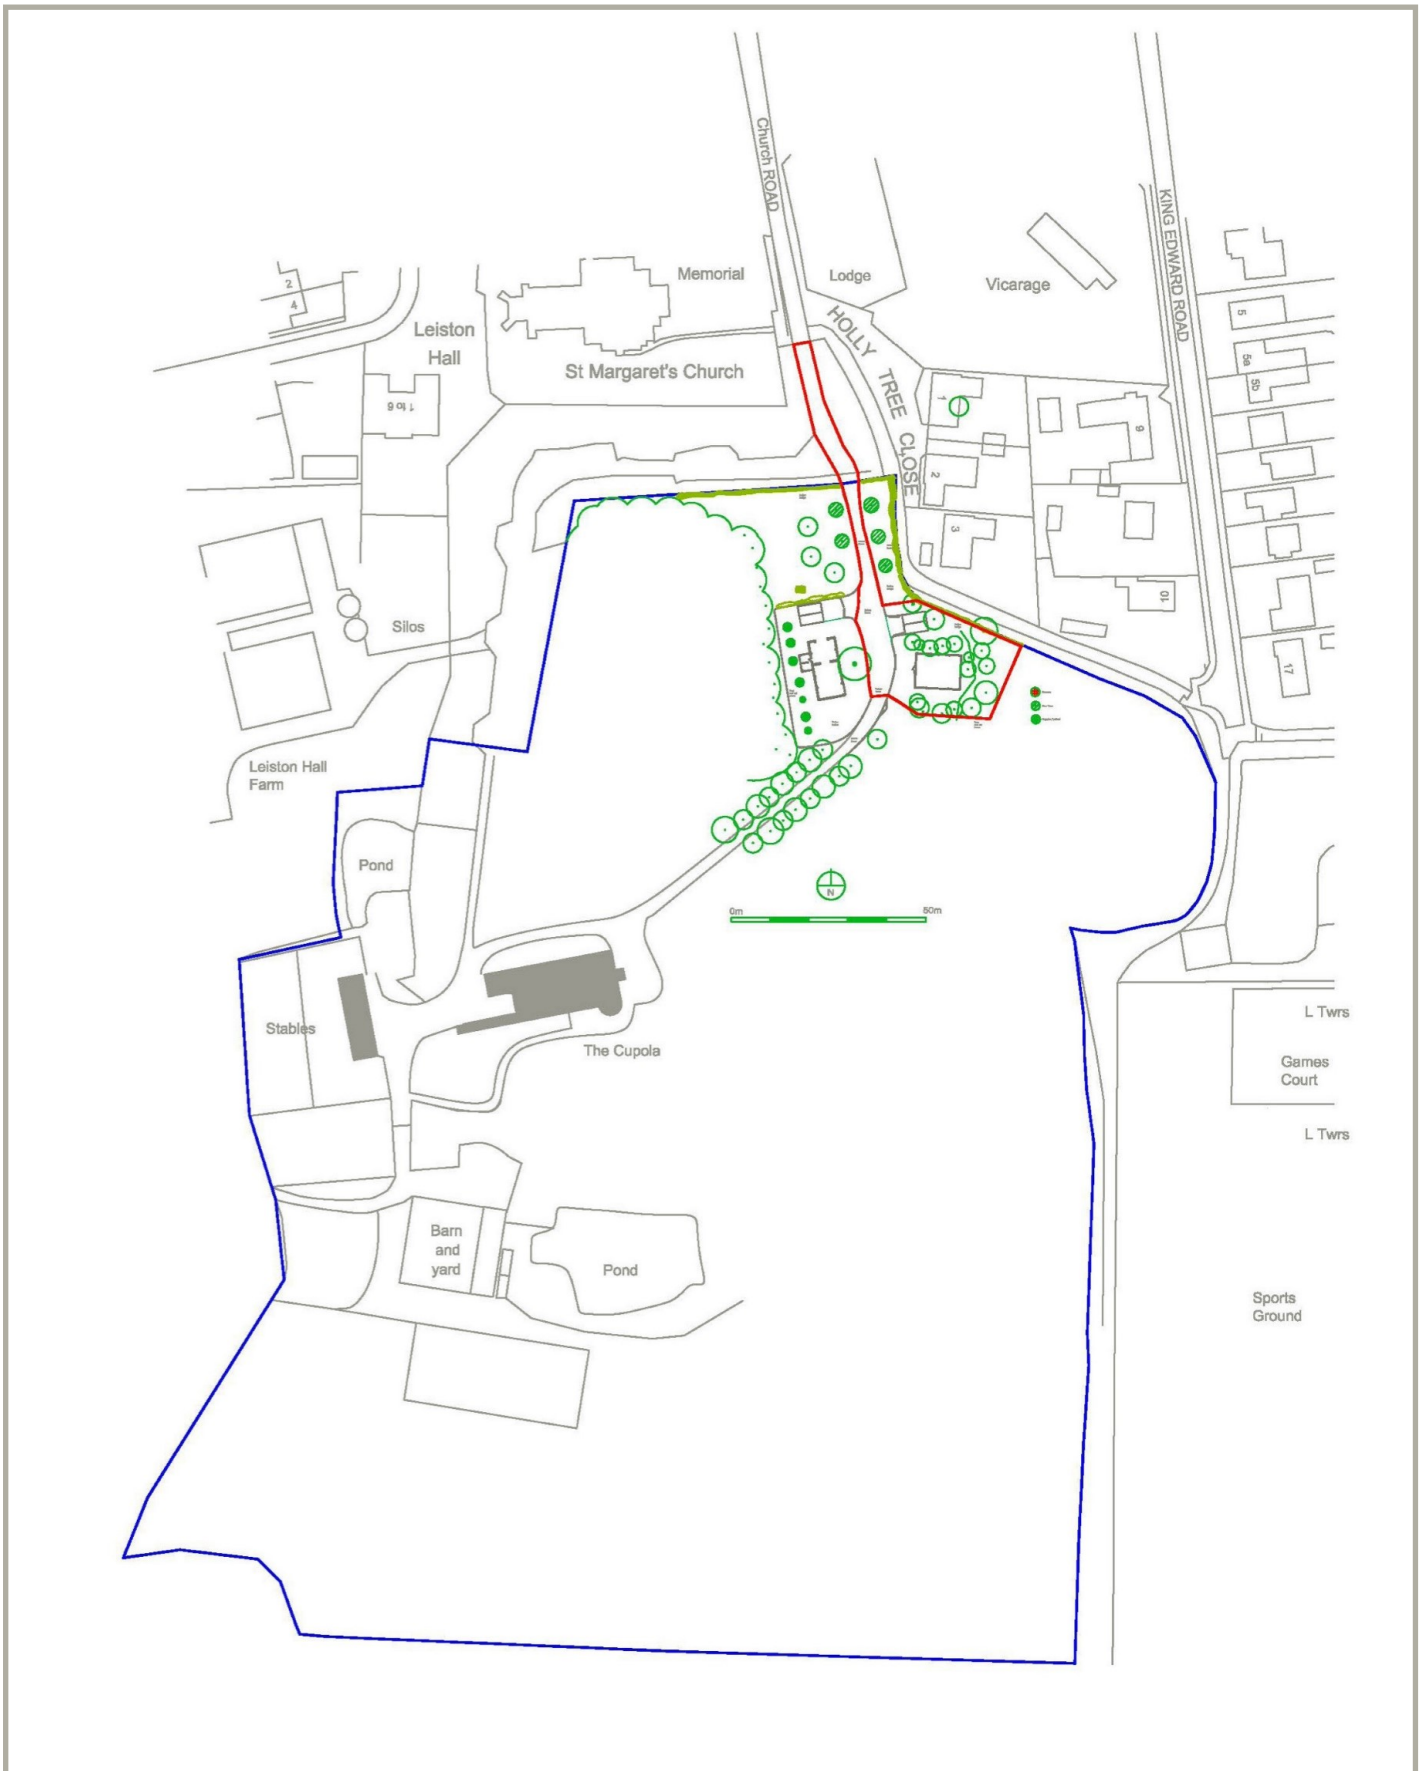 Church ROAD
KING EDWARD ROAD
Memorial
Lodge
Vicarage
2
4
Leiston
Hall
HOLLY TREE CLOSE
St Margaret's Church
5
5a
5b
1 to 6
1
9
2
3
10
Silos
17
Leiston Hall
Farm
Pond
N
0m
50m
Stables
L Twrs
The Cupola
Games
Court
L Twrs
Barn
and
yard
Pond
Sports
Ground